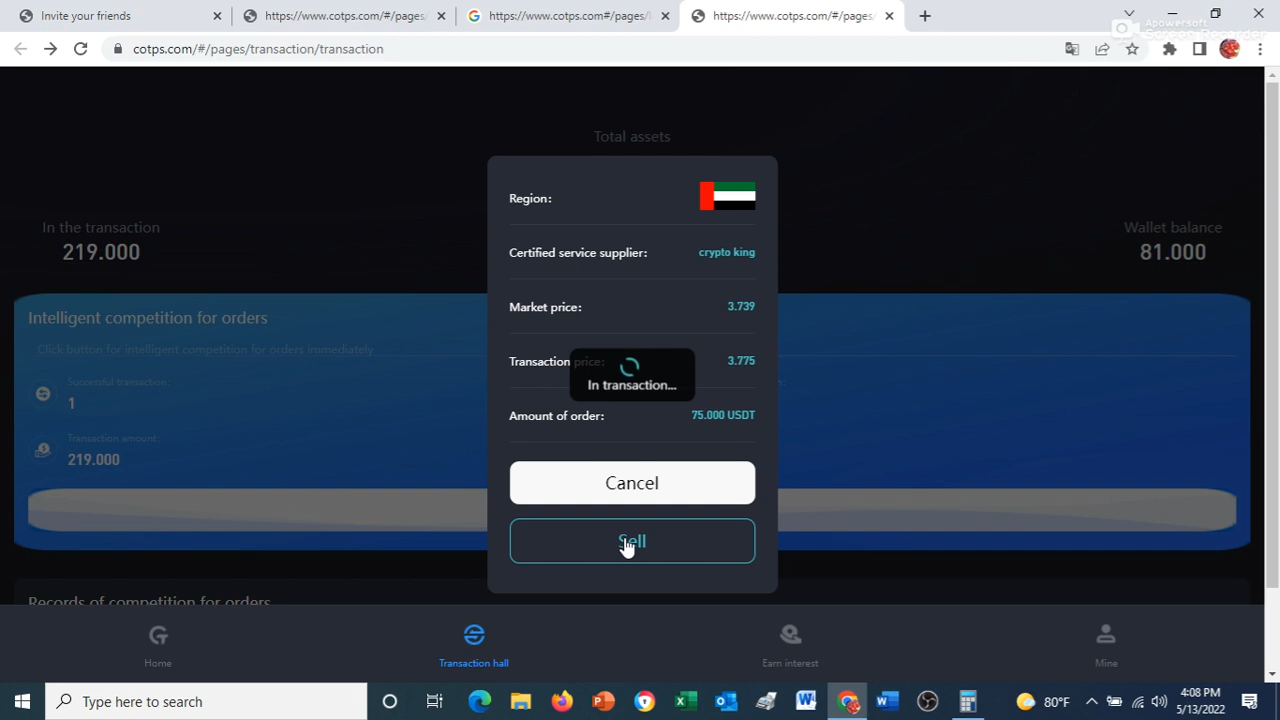 Invite your friends
https://www.cotps.com/#/pages/
https://www.cotps.com#/pages/l
https://www.cotps.com/#/pages/
Apowersoft
Screen Recorder
cotps.com/#/pages/transaction/transaction
Total assets
In the transaction
219.000
Wallet balance
81.000
Region:
Certified service supplier: crypto king
Market price: 3.739
Transaction price: 3.775
In transaction...
Amount of order: 75.000 USDT
Cancel
Sell
Intelligent competition for orders
Click button for intelligent competition for orders immediately
Successful transaction:
1
Transaction amount:
219.000
Records of competition for orders
Home
Transaction hall
Earn interest
Mine
Type here to search
80°F
4:08 PM
5/13/2022